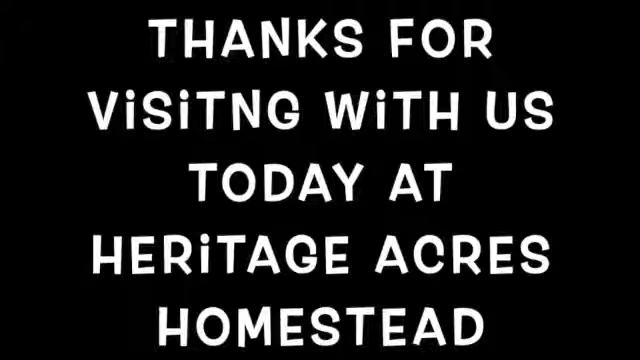 THANKS FOR
ViSiTNG WiTH US
TODAY AT
HERiTAGE ACRES
HOMESTEAD